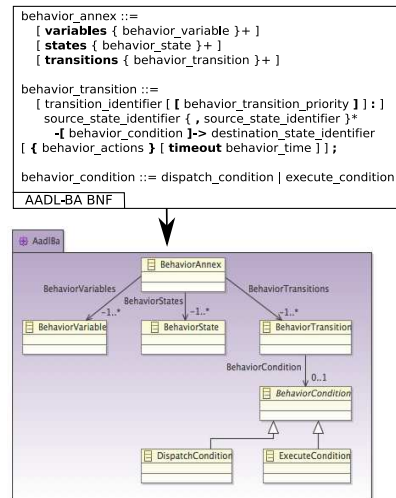 behavior_annex ::=
[ variables { behavior_variable }+ ]
[ states { behavior_state }+ ]
[ transitions { behavior_transition }+ ]
behavior_transition ::=
[ transition_identifier [ [ behavior_transition_priority ] ] : ]
source_state_identifier { , source_state_identifier }*
-[ behavior_condition ]-> destination_state_identifier
[ { behavior_actions } [ timeout behavior_time ] ] ;
behavior_condition ::= dispatch_condition | execute_condition
AADL-BA BNF
AadlBa
BehaviorAnnex
BehaviorVariables
BehaviorStates
BehaviorTransitions
~1..*
~1..*
~1..*
BehaviorVariable
BehaviorState
BehaviorTransition
BehaviorCondition
0..1
BehaviorCondition
DispatchCondition
ExecuteCondition